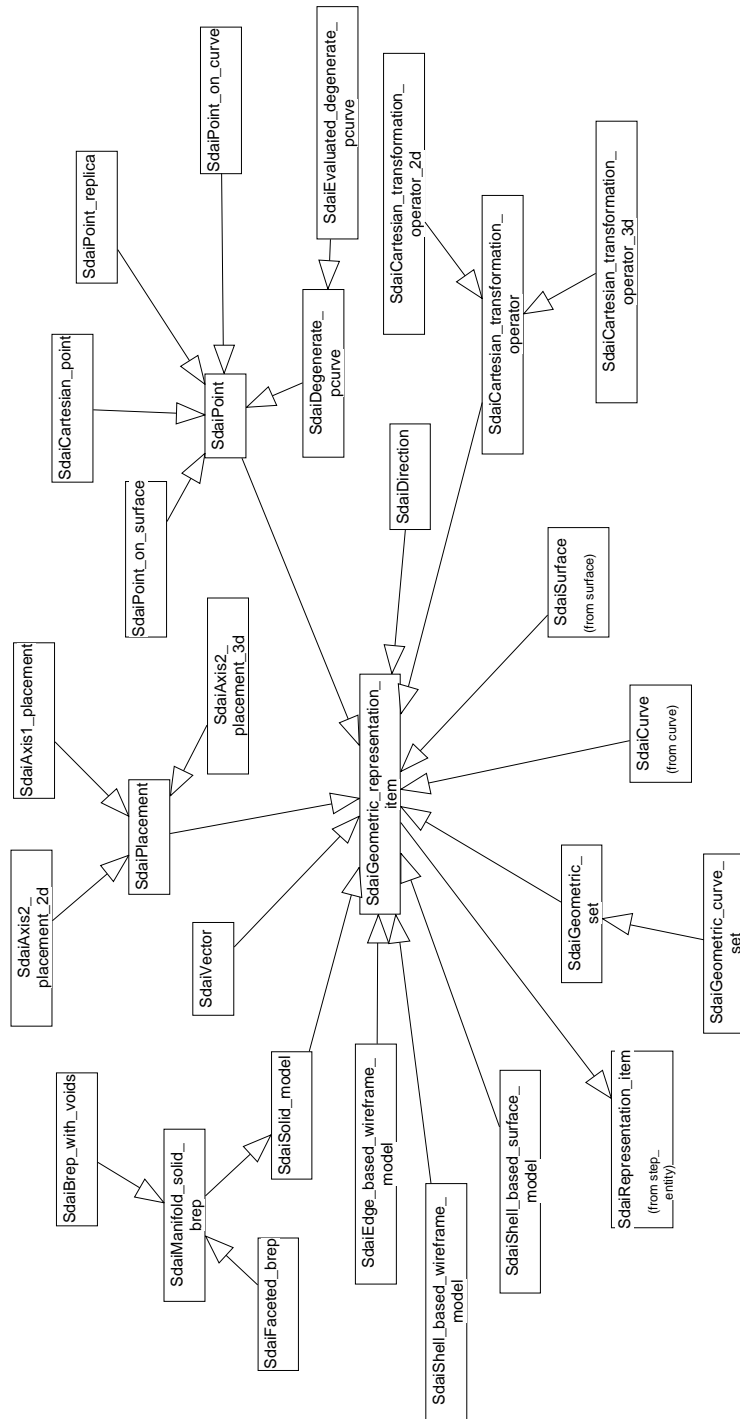 SdaiBrep_with_voids
SdaiManifold_solid_
brep
SdaiFaceted_brep
SdaiSolid_model
SdaiAxis2_
placement_2d
SdaiAxis1_placement
SdaiPlacement
SdaiAxis2_
placement_3d
SdaiVector
SdaiPoint_on_surface
SdaiCartesian_point
SdaiPoint_replica
SdaiPoint_on_curve
SdaiPoint
SdaiDegenerate_
pcurve
SdaiEvaluated_degenerate_
pcurve
SdaiEdge_based_wireframe_
model
SdaiShell_based_wireframe_
model
SdaiShell_based_surface_
model
SdaiGeometric_representation_
item
SdaiDirection
SdaiCartesian_transformation_
operator_2d
SdaiCartesian_transformation_
operator
SdaiCartesian_transformation_
operator_3d
SdaiRepresentation_item
(from step_
entity)
SdaiGeometric_
set
SdaiGeometric_curve_
set
SdaiCurve
(from curve)
SdaiSurface
(from surface)